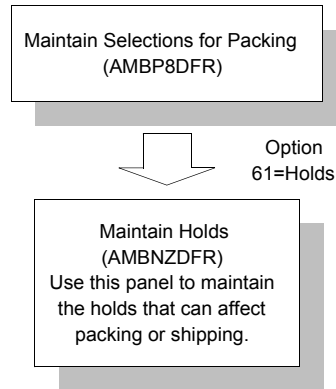 Maintain Selections for Packing
(AMBP8DFR)
Option
61=Holds
Maintain Holds
(AMBNZDFR)
Use this panel to maintain
the holds that can affect
packing or shipping.